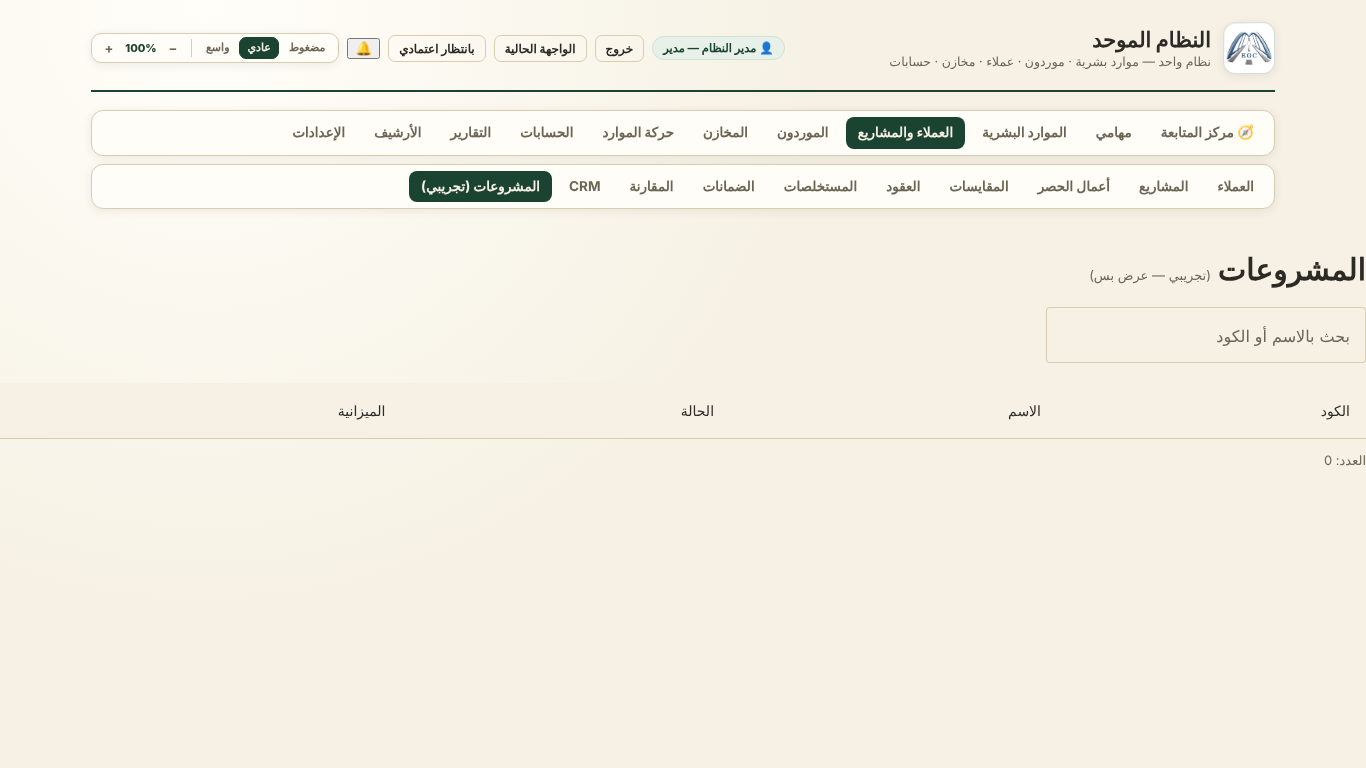 النظام الموحد
نظام واحد — موارد بشرية · موردون · عملاء · مخازن · حسابات
ROC
👤 مدير النظام — مدير
خروج
الواجهة الحالية
بانتظار اعتمادي
🔔
مضغوط عادي واسع
− 100% +
🧭 مركز المتابعة مهامي الموارد البشرية العملاء والمشاريع الموردون المخازن حركة الموارد الحسابات التقارير الأرشيف الإعدادات
العملاء المشاريع أعمال الحصر المقايسات العقود المستخلصات الضمانات المقارنة CRM المشروعات (تجريبي)
المشروعات (تجريبي — عرض بس)
بحث بالاسم أو الكود
الكود الاسم الحالة الميزانية
العدد: 0